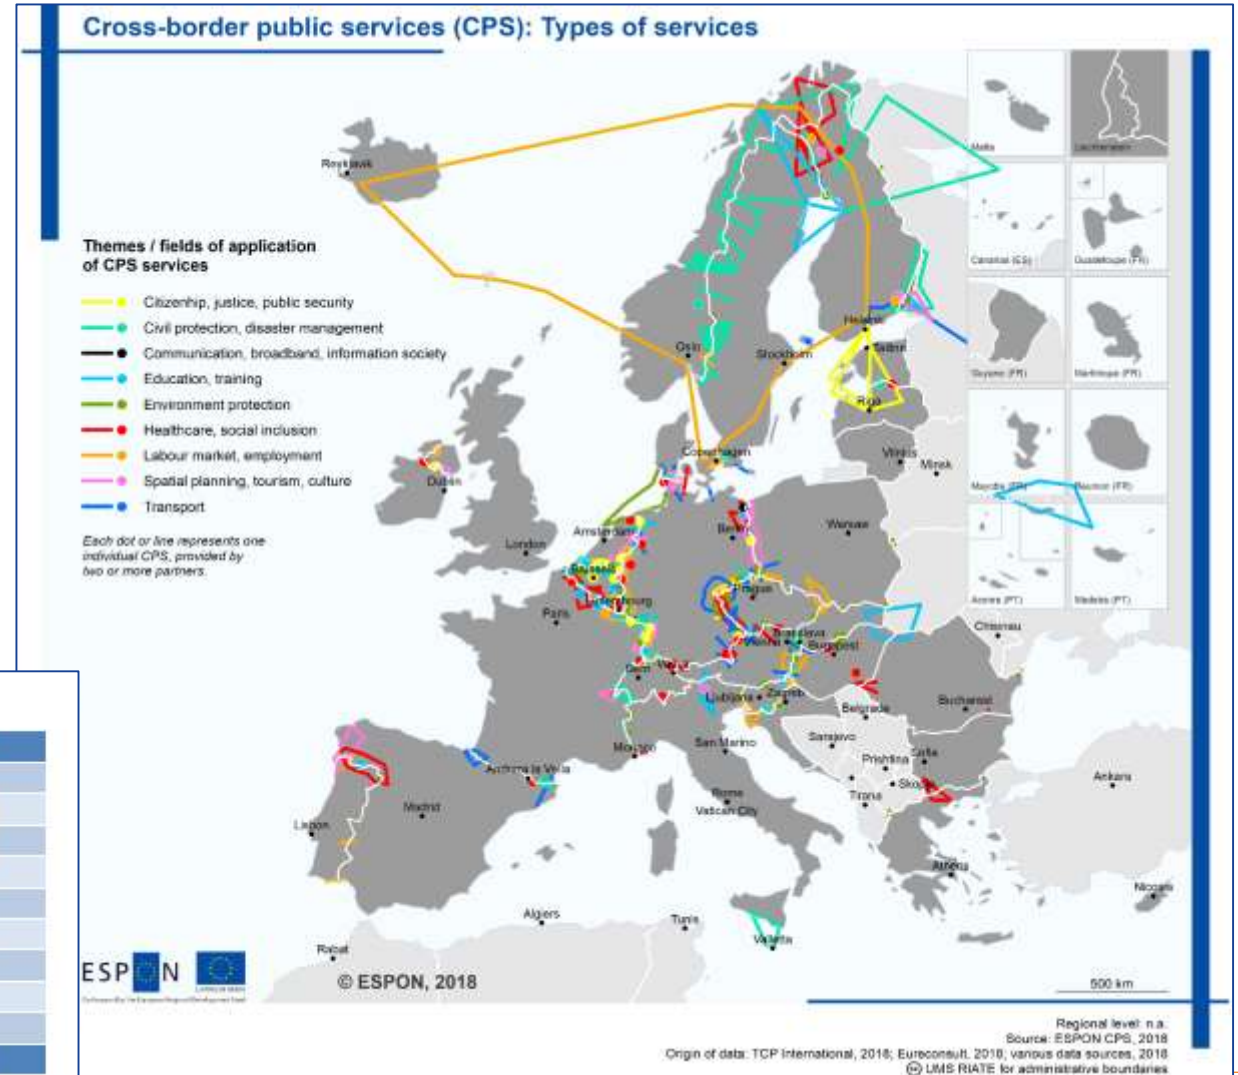 Cross-border public services (CPS): Types of services
Themes / fields of application
of CPS services
Citizenhip, justice, public security
Civil protection, disaster management
Communication, broadband, information society
Education, training
Environment protection
Healthcare, social inclusion
Labour market, employment
Spatial planning, tourism, culture
Transport
Each dot or line represents one
individual CPS, provided by
two or more partners.
Reykjavik
Oslo
Stockholm
Helsinki
Tallinn
Riga
Vilnius
Minsk
Copenhagen
Dublin
London
Amsterdam
Berlin
Warsaw
Brussels
Luxembourg
Paris
Prague
Vienna
Bratislava
Budapest
Chisinau
Bern
Vaduz
Ljubljana
Zagreb
Belgrade
Bucharest
Monaco
San Marino
Sarajevo
Prishtina
Sofia
Skopje
Tirana
Andorra la Vella
Madrid
Lisbon
Rome
Vatican City
Ankara
Athens
Nicosia
Algiers
Tunis
Valletta
Rabat
Malta
Liechtenstein
Canarias (ES)
Guadeloupe (FR)
Guyane (FR)
Martinique (FR)
Mayotte (FR)
Reunion (FR)
Acores (PT)
Madeira (PT)
ESPON
© ESPON, 2018
500 km
Regional level: n.a.
Source: ESPON CPS, 2018
Origin of data: TCP International, 2018; Eureconsult, 2018; various data sources, 2018
UMS RIATE for administrative boundaries